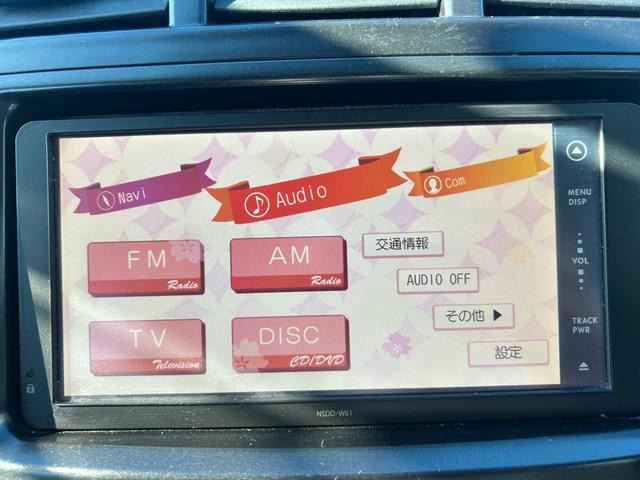 Navi
Audio
Com
FM
Radio
AM
Radio
交通情報
AUDIO OFF
TV
Television
DISC
CD/DVD
その他 ▶
設定
MENU
DISP
VOL
TRACK
PWR
NSDD-W61